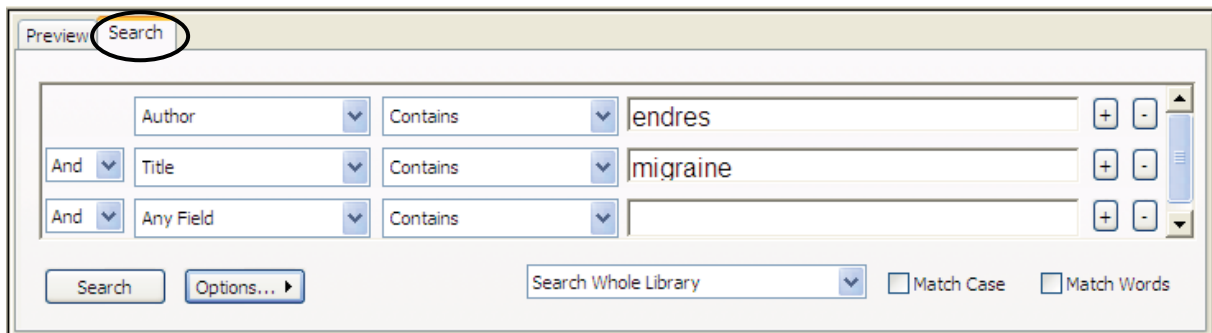 Preview Search
Author Contains endres + -
And Title Contains migraine + -
And Any Field Contains + -
Search Options... Search Whole Library Match Case Match Words